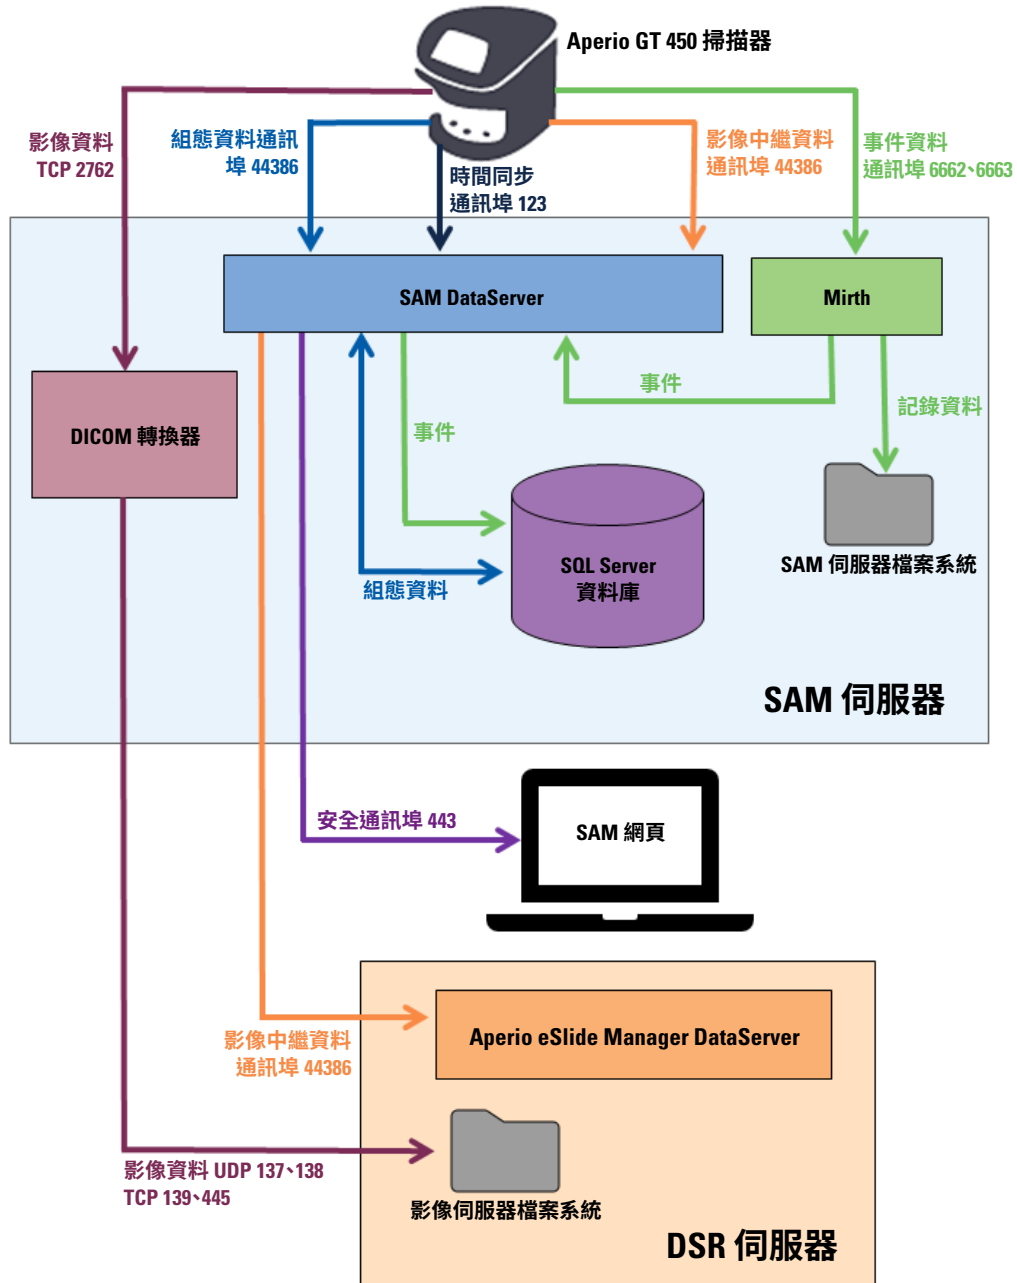 Aperio GT 450 掃描器
影像資料
TCP 2762
組態資料通訊
埠 44386
時間同步
通訊埠 123
影像中繼資料
通訊埠 44386
事件資料
通訊埠 6662、6663
SAM DataServer
Mirth
DICOM 轉換器
事件
事件
記錄資料
SQL Server
資料庫
組態資料
SAM 伺服器檔案系統
SAM 伺服器
安全通訊埠 443
SAM 網頁
影像中繼資料
通訊埠 44386
Aperio eSlide Manager DataServer
影像資料 UDP 137、138
TCP 139、445
影像伺服器檔案系統
DSR 伺服器